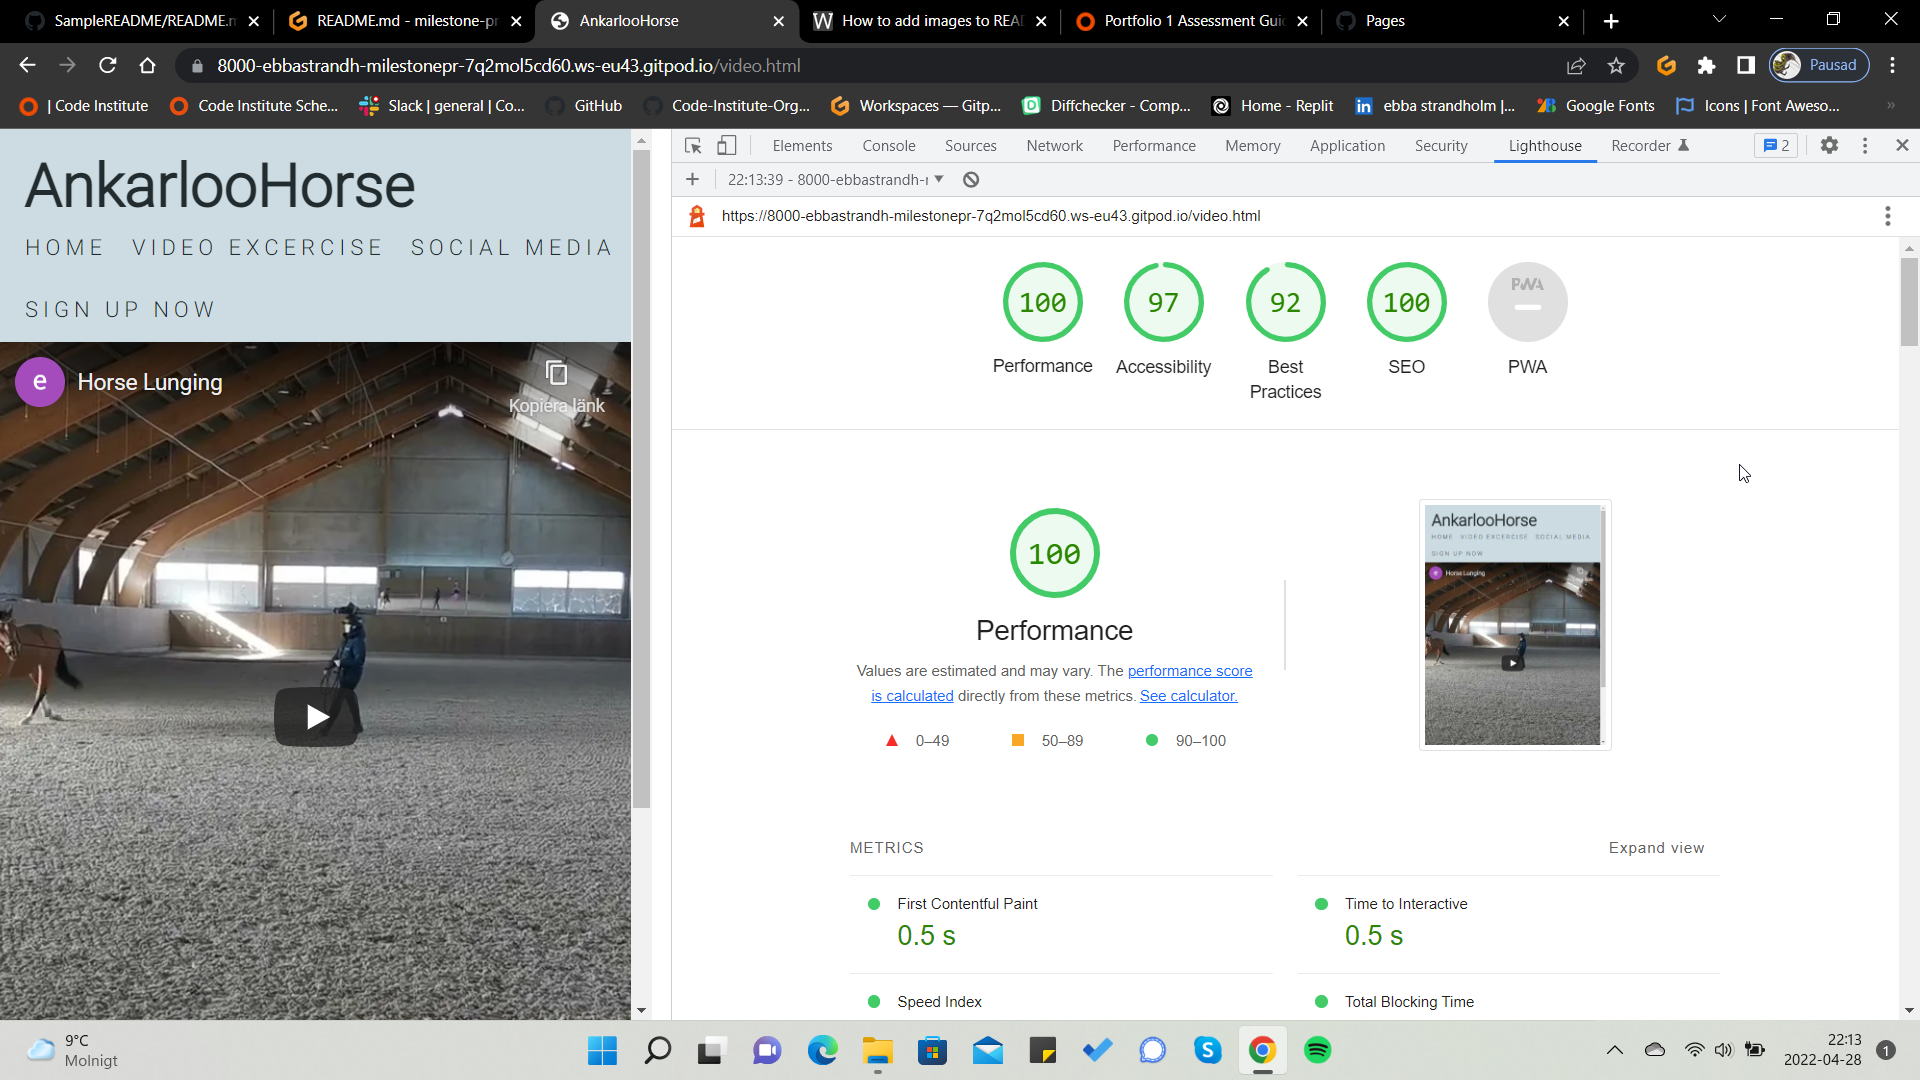 SampleREADME/README.m
README.md - milestone-pr
AnkarlooHorse
How to add images to READ
Portfolio 1 Assessment Guid
Pages
8000-ebbastrandh-milestonepr-7q2mol5cd60.ws-eu43.gitpod.io/video.html
Pausad
| Code Institute
Code Institute Sche...
Slack | general | Co...
GitHub
Code-Institute-Org...
Workspaces — Gitp...
Diffchecker - Comp...
Home - Replit
ebba strandholm |...
Google Fonts
Icons | Font Aweso...
AnkarlooHorse
HOME VIDEO EXCERCISE SOCIAL MEDIA
SIGN UP NOW
e Horse Lunging
Kopiera länk
Elements Console Sources Network Performance Memory Application Security Lighthouse Recorder 2
22:13:39 - 8000-ebbastrandh-r
https://8000-ebbastrandh-milestonepr-7q2mol5cd60.ws-eu43.gitpod.io/video.html
100 97 92 100 PWA
Performance Accessibility Best Practices SEO PWA
100
Performance
Values are estimated and may vary. The performance score
is calculated directly from these metrics. See calculator.
0–49 50–89 90–100
AnkarlooHorse
HOME VIDEO EXCERCISE SOCIAL MEDIA
SIGN UP NOW
e Horse Lunging
METRICS Expand view
First Contentful Paint
0.5 s
Time to Interactive
0.5 s
Speed Index
Total Blocking Time
9°C
Molnigt
22:13
2022-04-28
1